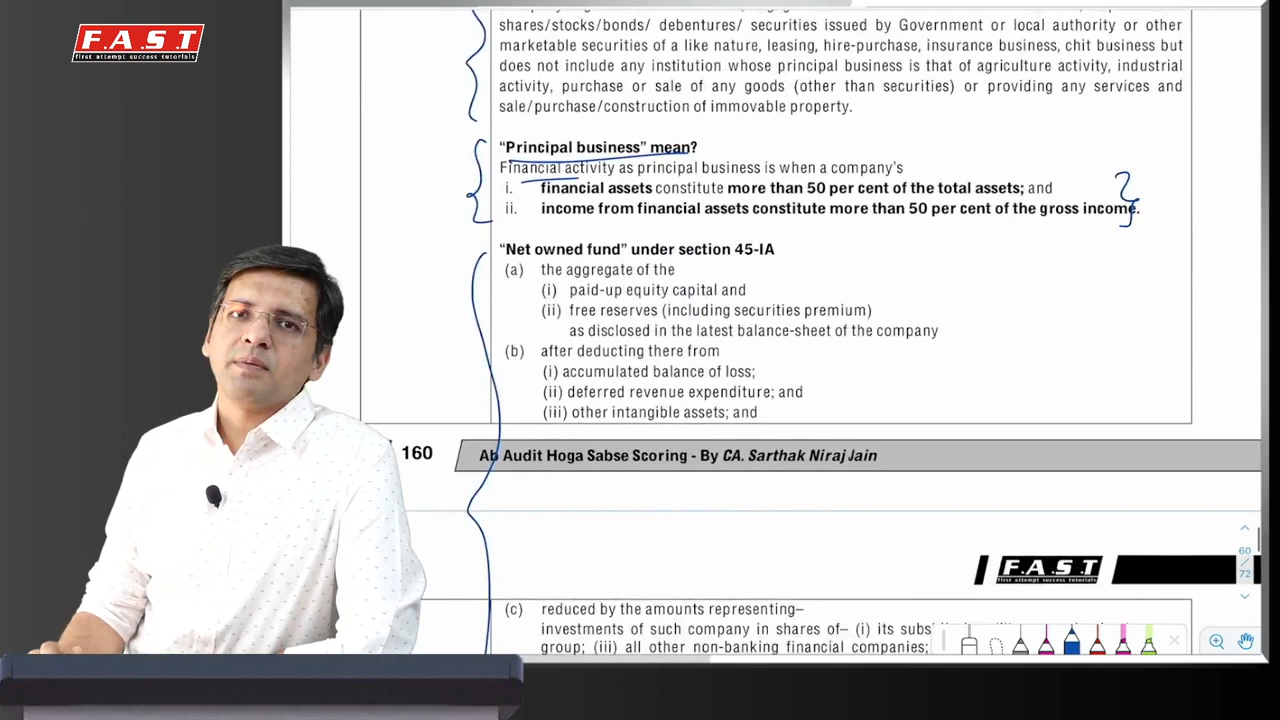 F.A.S.T
first attempt success tutorials
shares/stocks/bonds/ debentures/ securities issued by Government or local authority or other
marketable securities of a like nature, leasing, hire-purchase, insurance business, chit business but
does not include any institution whose principal business is that of agriculture activity, industrial
activity, purchase or sale of any goods (other than securities) or providing any services and
sale/purchase/construction of immovable property.
“Principal business” mean?
Financial activity as principal business is when a company's
i. financial assets constitute more than 50 per cent of the total assets; and
ii. income from financial assets constitute more than 50 per cent of the gross income.
“Net owned fund” under section 45-IA
(a) the aggregate of the
(i) paid-up equity capital and
(ii) free reserves (including securities premium)
as disclosed in the latest balance-sheet of the company
(b) after deducting there from
(i) accumulated balance of loss;
(ii) deferred revenue expenditure; and
(iii) other intangible assets; and
160 Ab Audit Hoga Sabse Scoring - By CA. Sarthak Niraj Jain
60
/
72
F.A.S.T
first attempt success tutorials
(c) reduced by the amounts representing–
investments of such company in shares of– (i) its
group; (iii) all other non-banking financial companies;